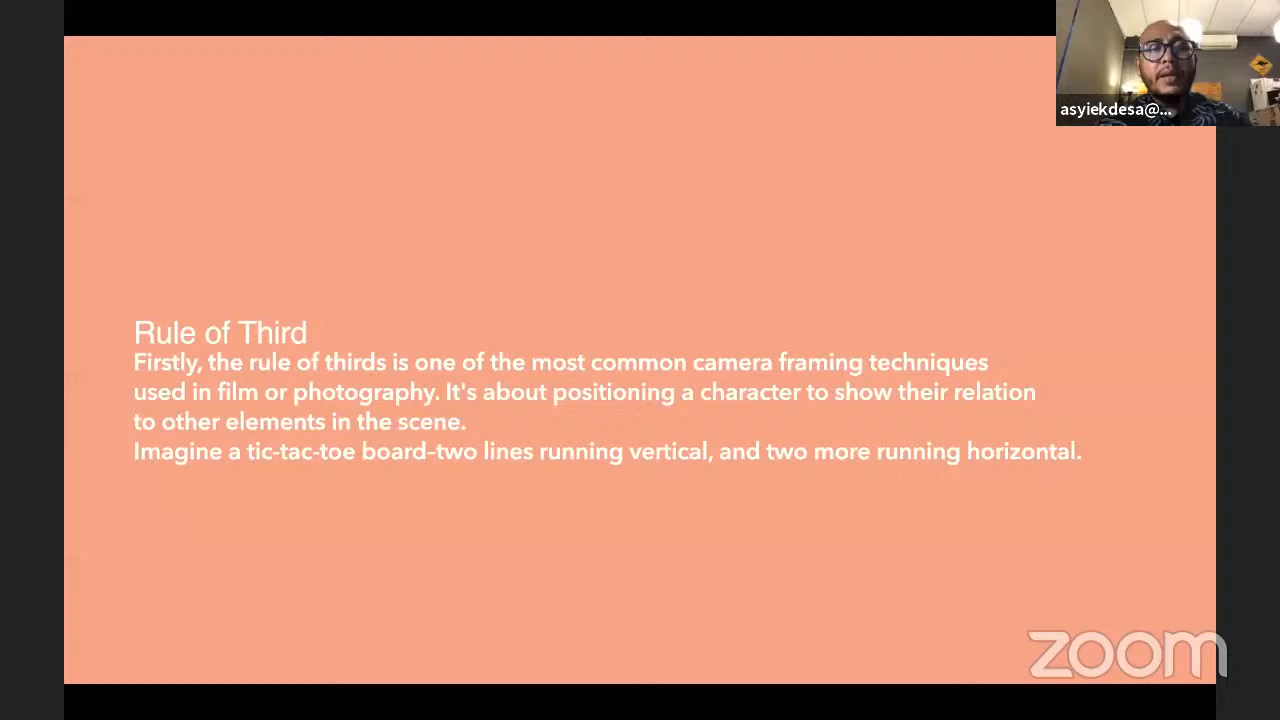 asyiekdesa@...
Rule of Third
Firstly, the rule of thirds is one of the most common camera framing techniques
used in film or photography. It's about positioning a character to show their relation
to other elements in the scene.
Imagine a tic-tac-toe board–two lines running vertical, and two more running horizontal.
zoom